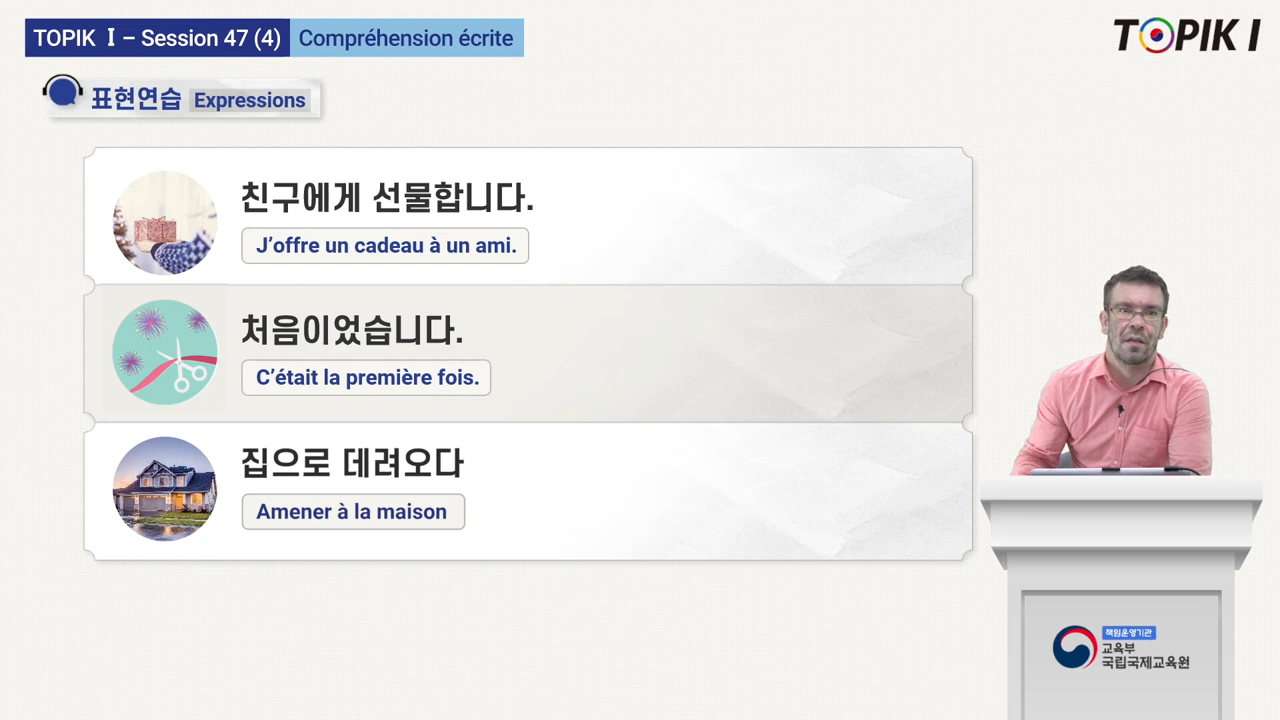 TOPIK Ⅰ – Session 47 (4) Compréhension écrite
TOPIK I
표현연습 Expressions
친구에게 선물합니다.
J’offre un cadeau à un ami.
처음이었습니다.
C’était la première fois.
집으로 데려오다
Amener à la maison
책임운영기관
교육부
국립국제교육원